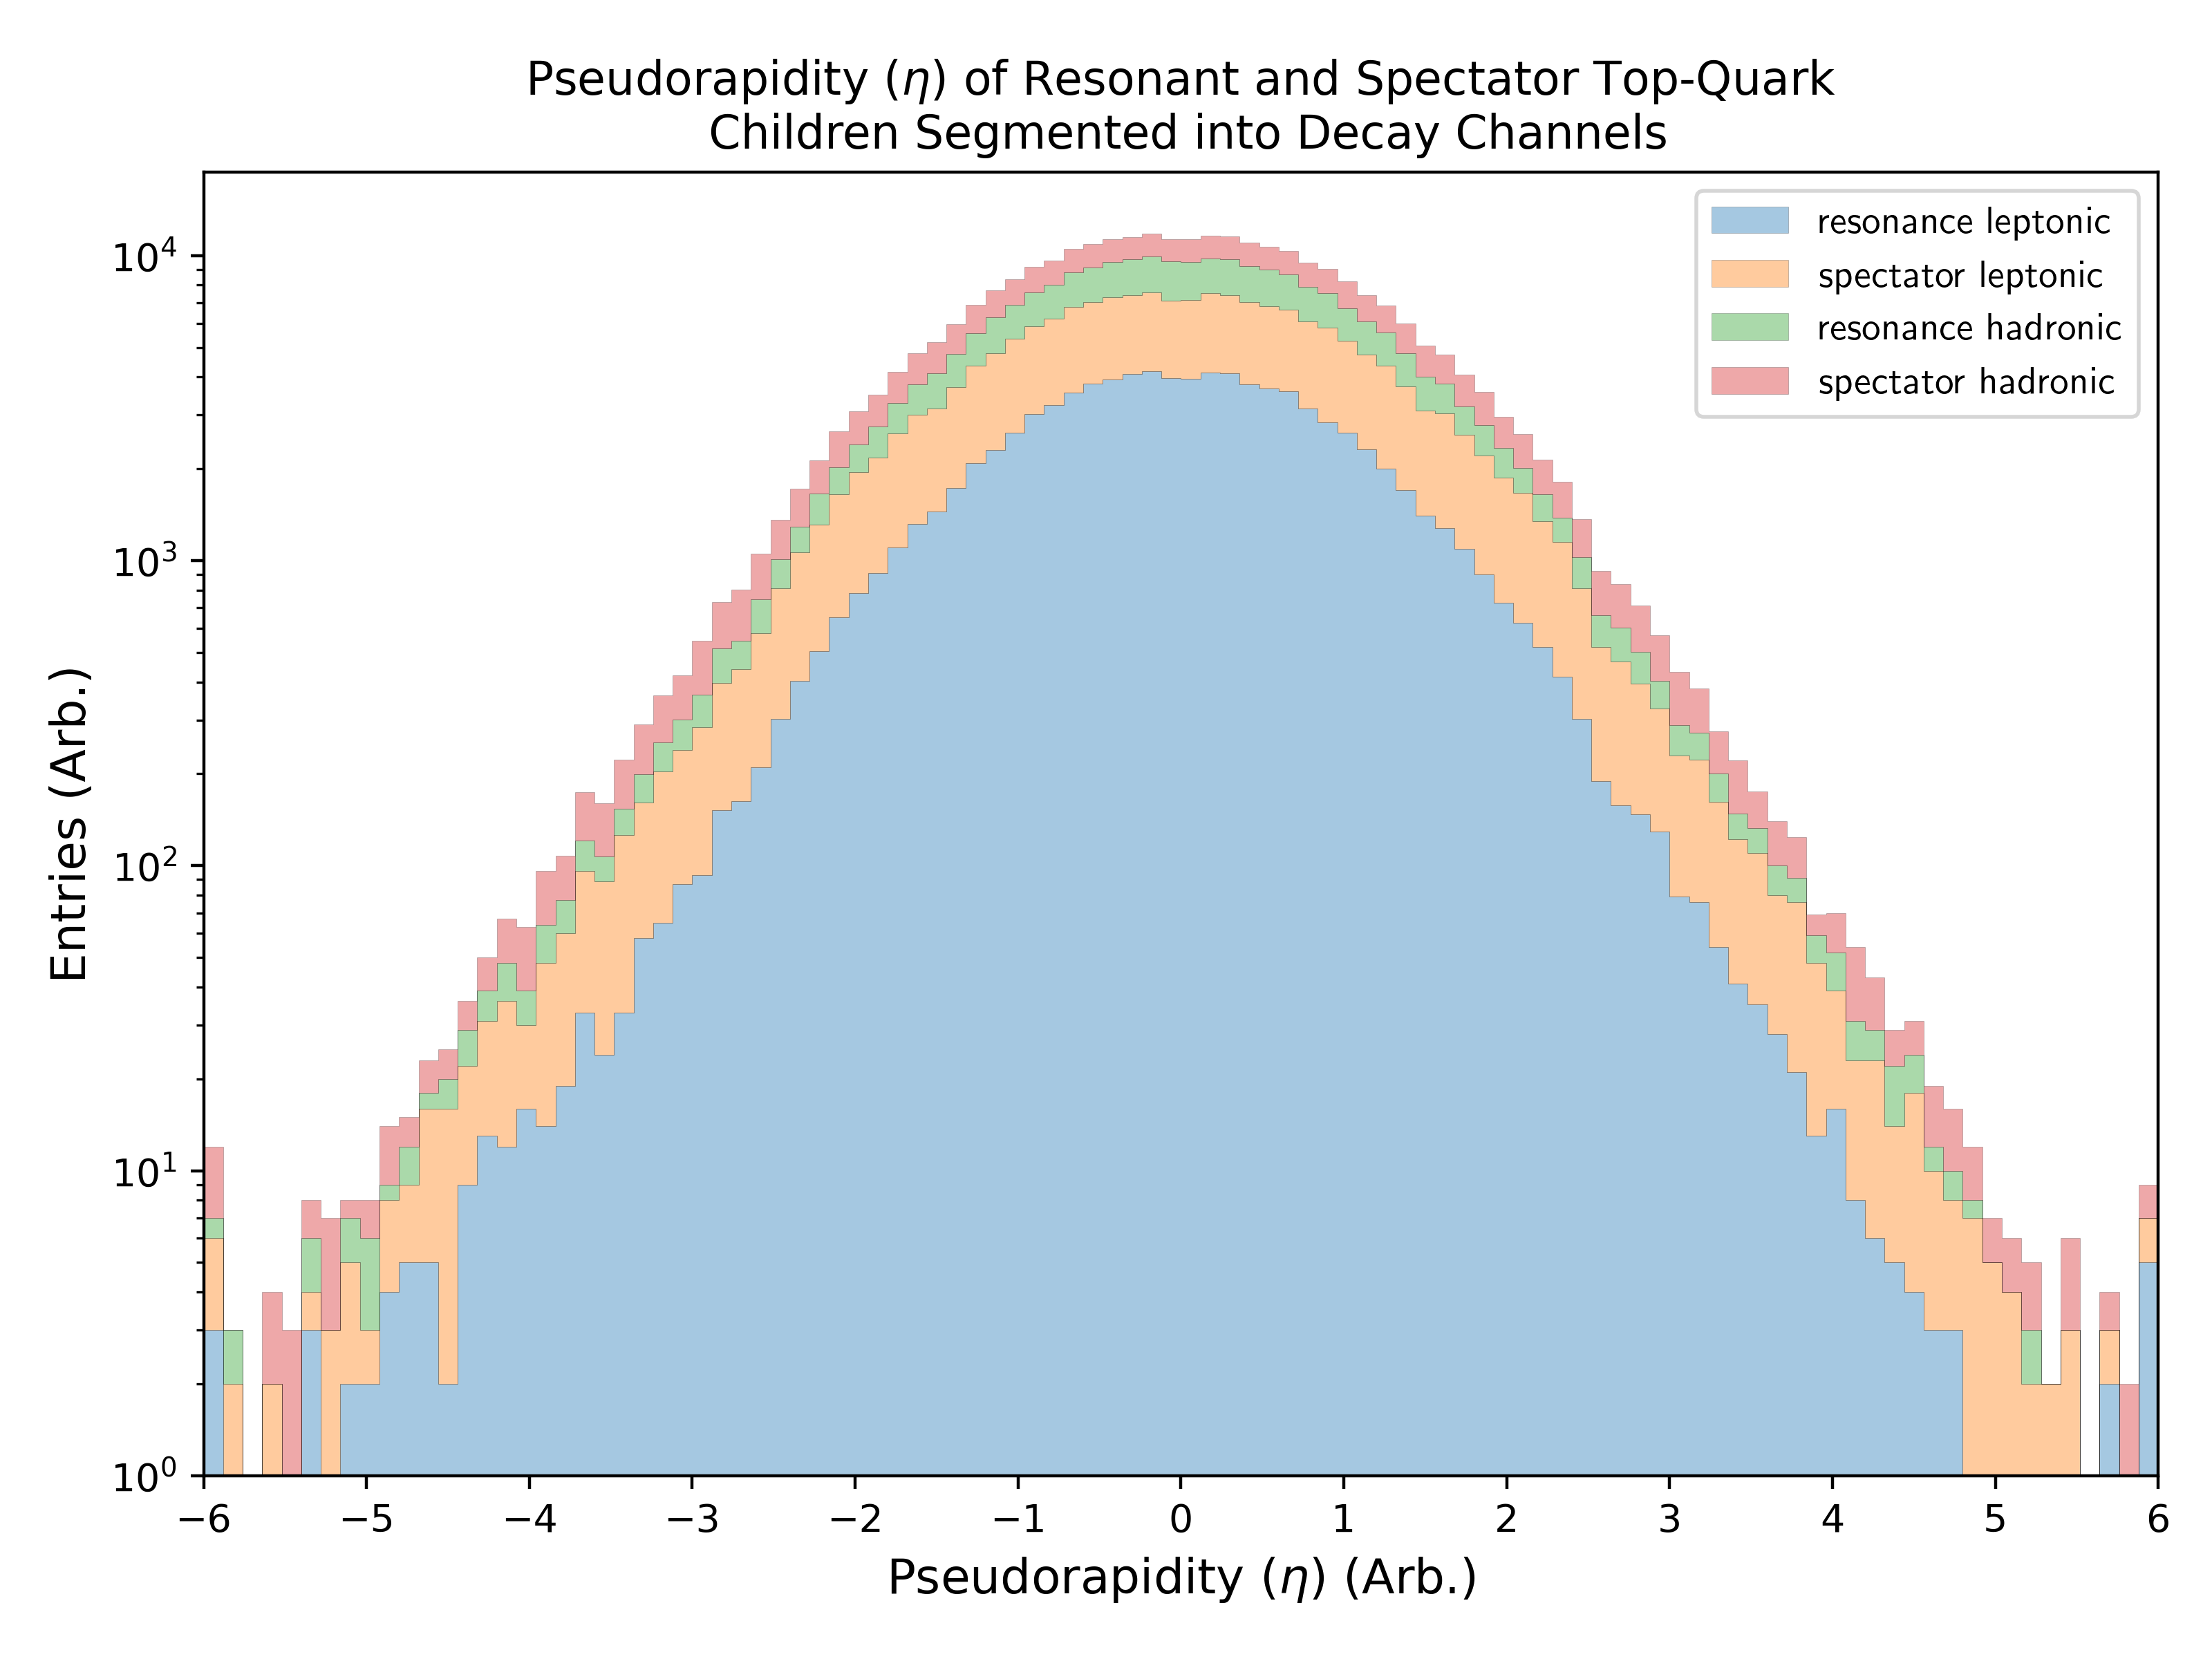 Pseudorapidity (η) of Resonant and Spectator Top-Quark
Children Segmented into Decay Channels
resonance leptonic
spectator leptonic
resonance hadronic
spectator hadronic
Entries (Arb.)
10⁴
10³
10²
10¹
10⁰
−6 −5 −4 −3 −2 −1 0 1 2 3 4 5 6
Pseudorapidity (η) (Arb.)